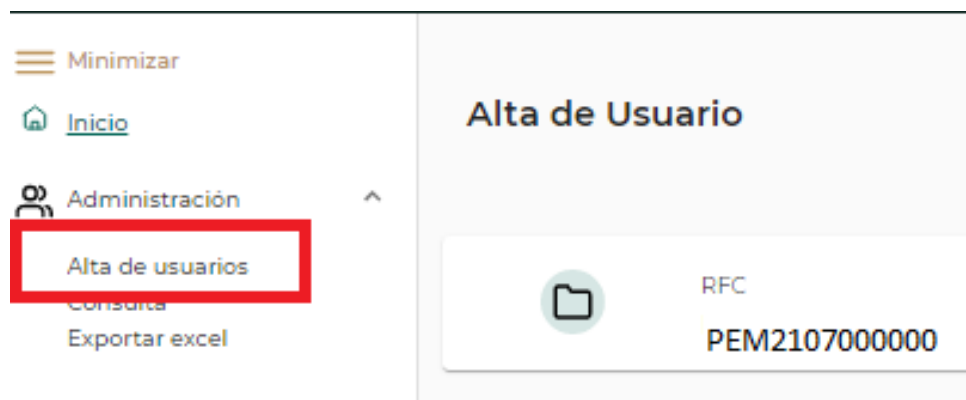 Minimizar
Inicio
Administración
Alta de usuarios
Consulta
Exportar excel
Alta de Usuario
RFC
PEM2107000000